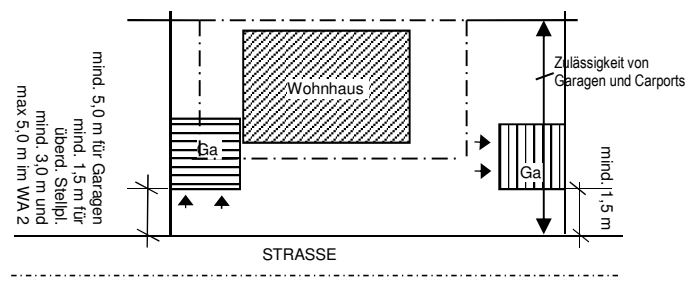 mind. 5,0 m für Garagen
mind. 1,5 m für
überd. Stellpl.
mind. 3,0 m und
max 5,0 m im WA 2
Wohnhaus
Zulässigkeit von
Garagen und Carports
Ga
Ga
mind. 1,5 m
STRASSE